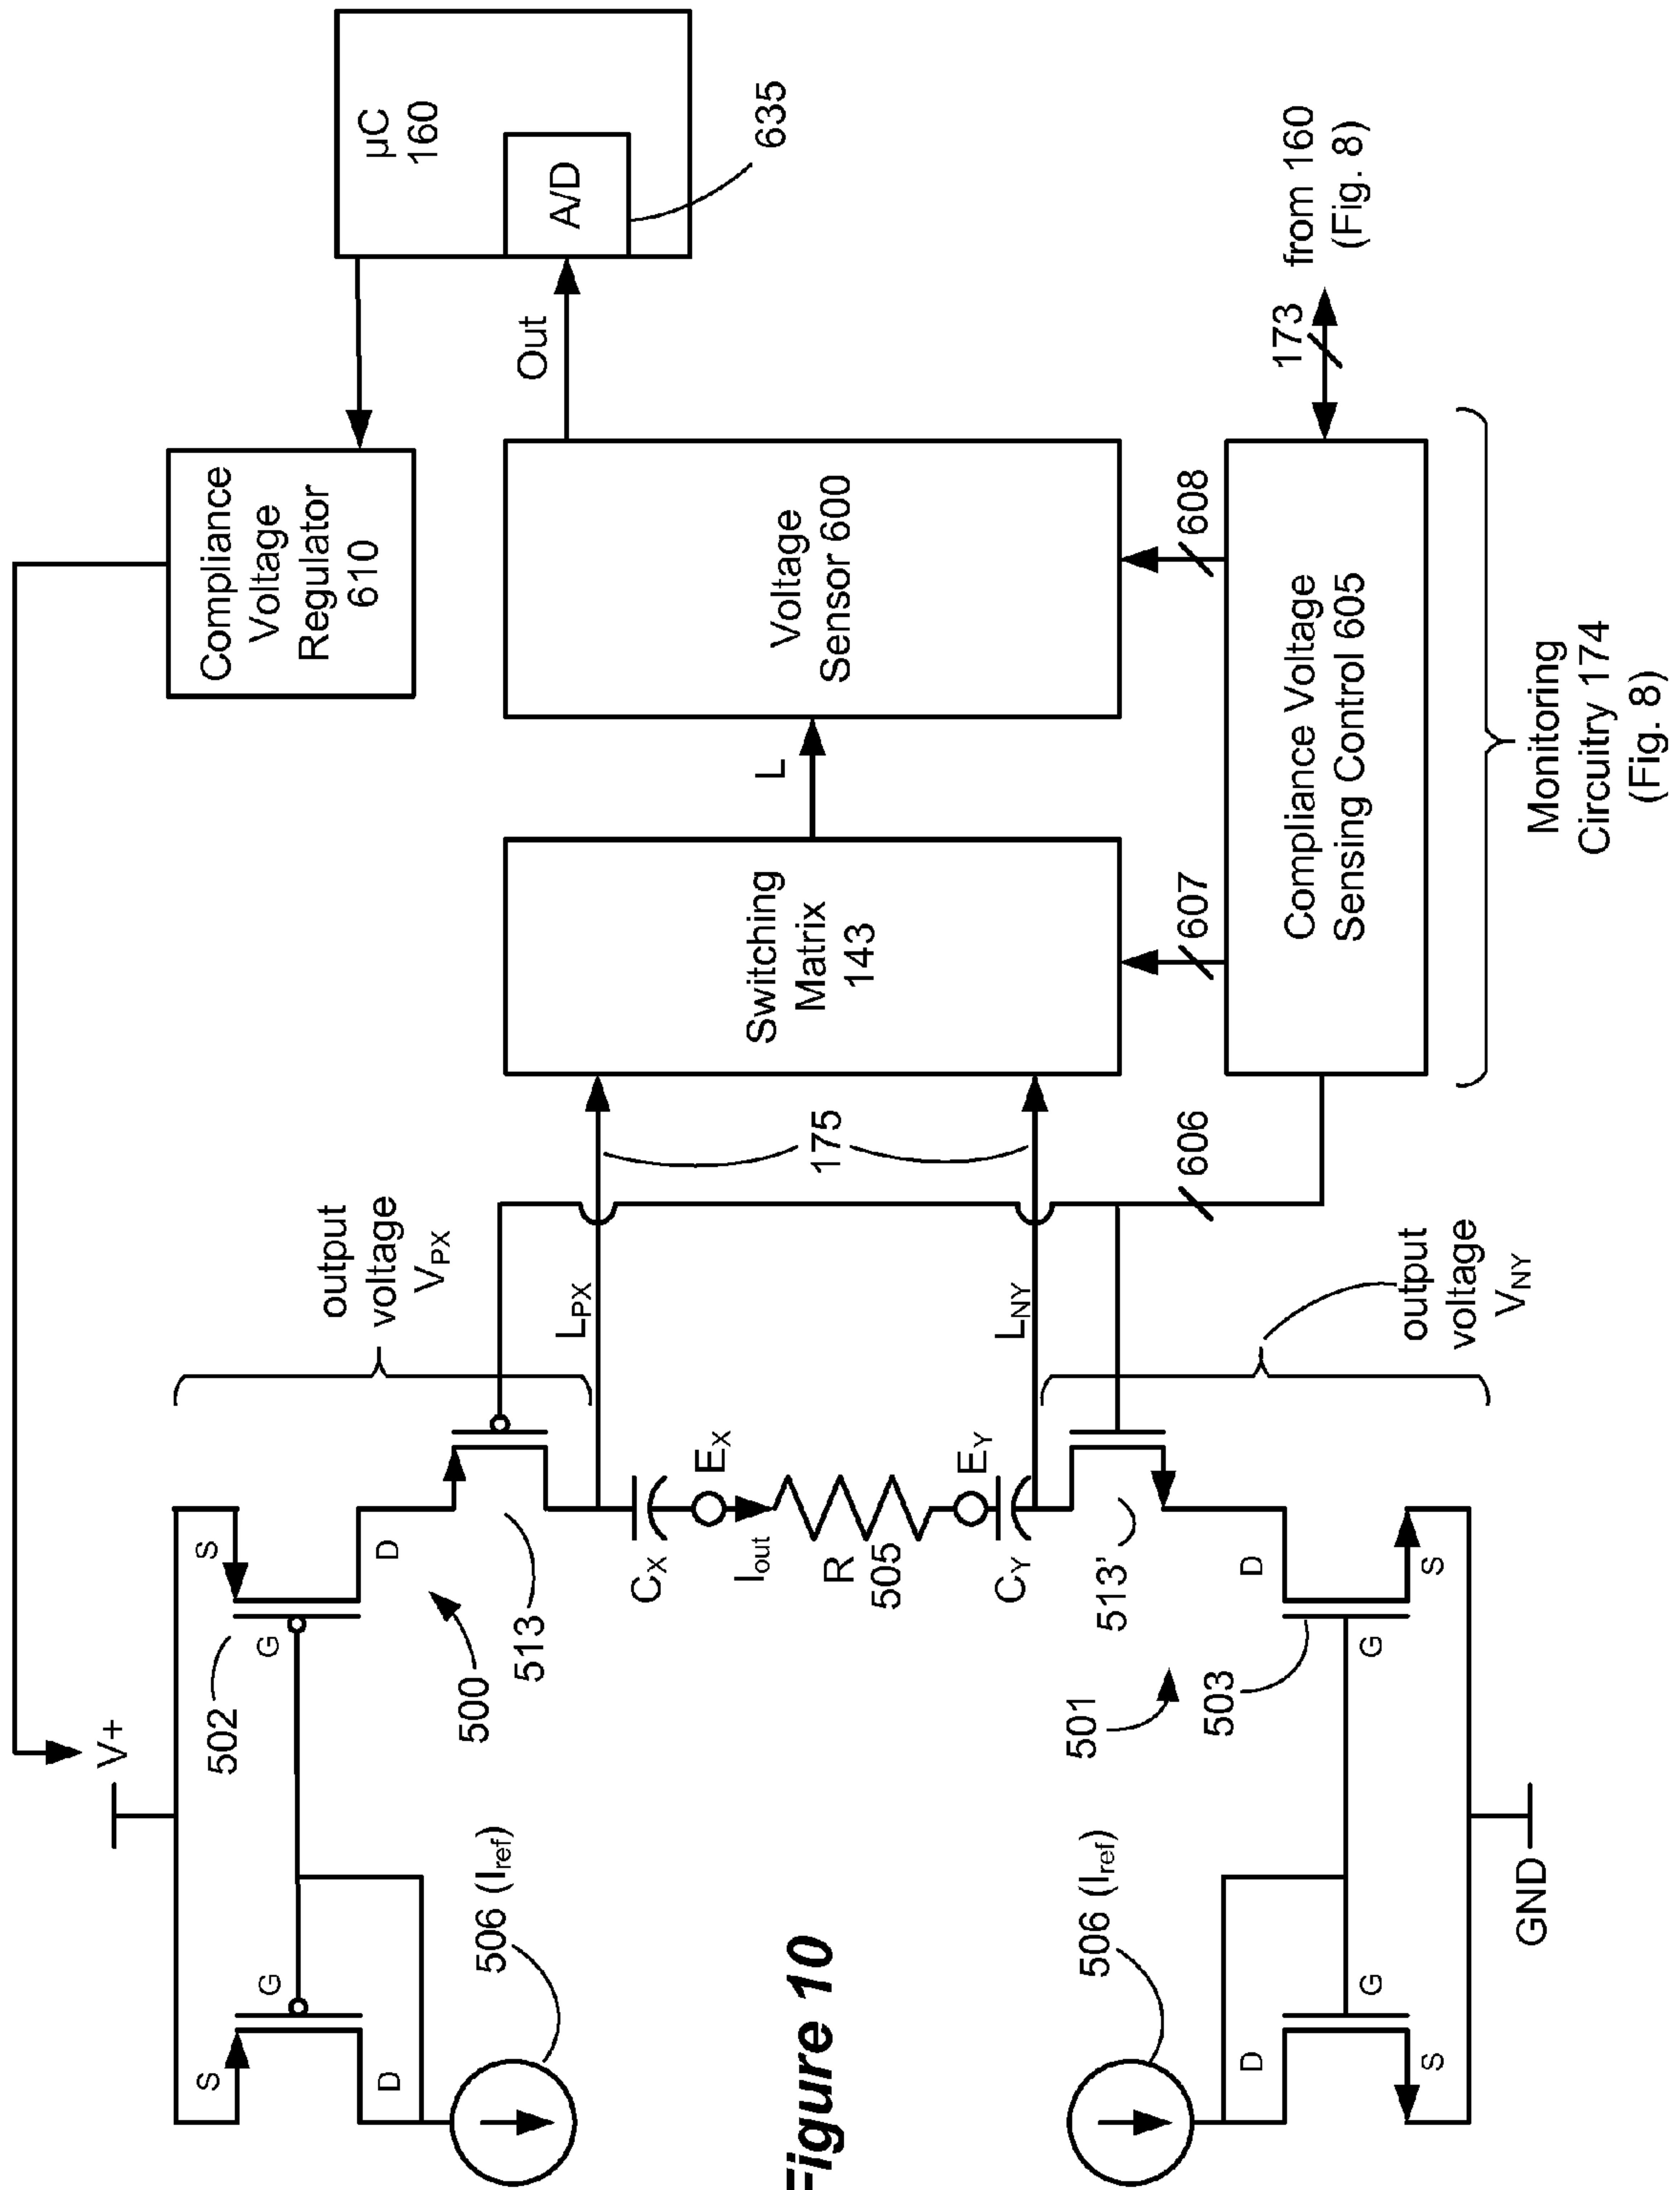 V+
Compliance
Voltage
Regulator
610
µC
160
A/D
635
Out
S
G
D
502
500
513
S
G
D
506 (Iref)
output
voltage
VPX
LPX
CX
EX
Iout
R
505
EY
CY
LNY
175
Switching
Matrix
143
L
Voltage
Sensor 600
606
607
608
Compliance Voltage
Sensing Control 605
173
from 160
(Fig. 8)
Monitoring
Circuitry 174
(Fig. 8)
output
voltage
VNY
513'
501
503
D
G
S
506 (Iref)
D
G
S
GND
Figure 10